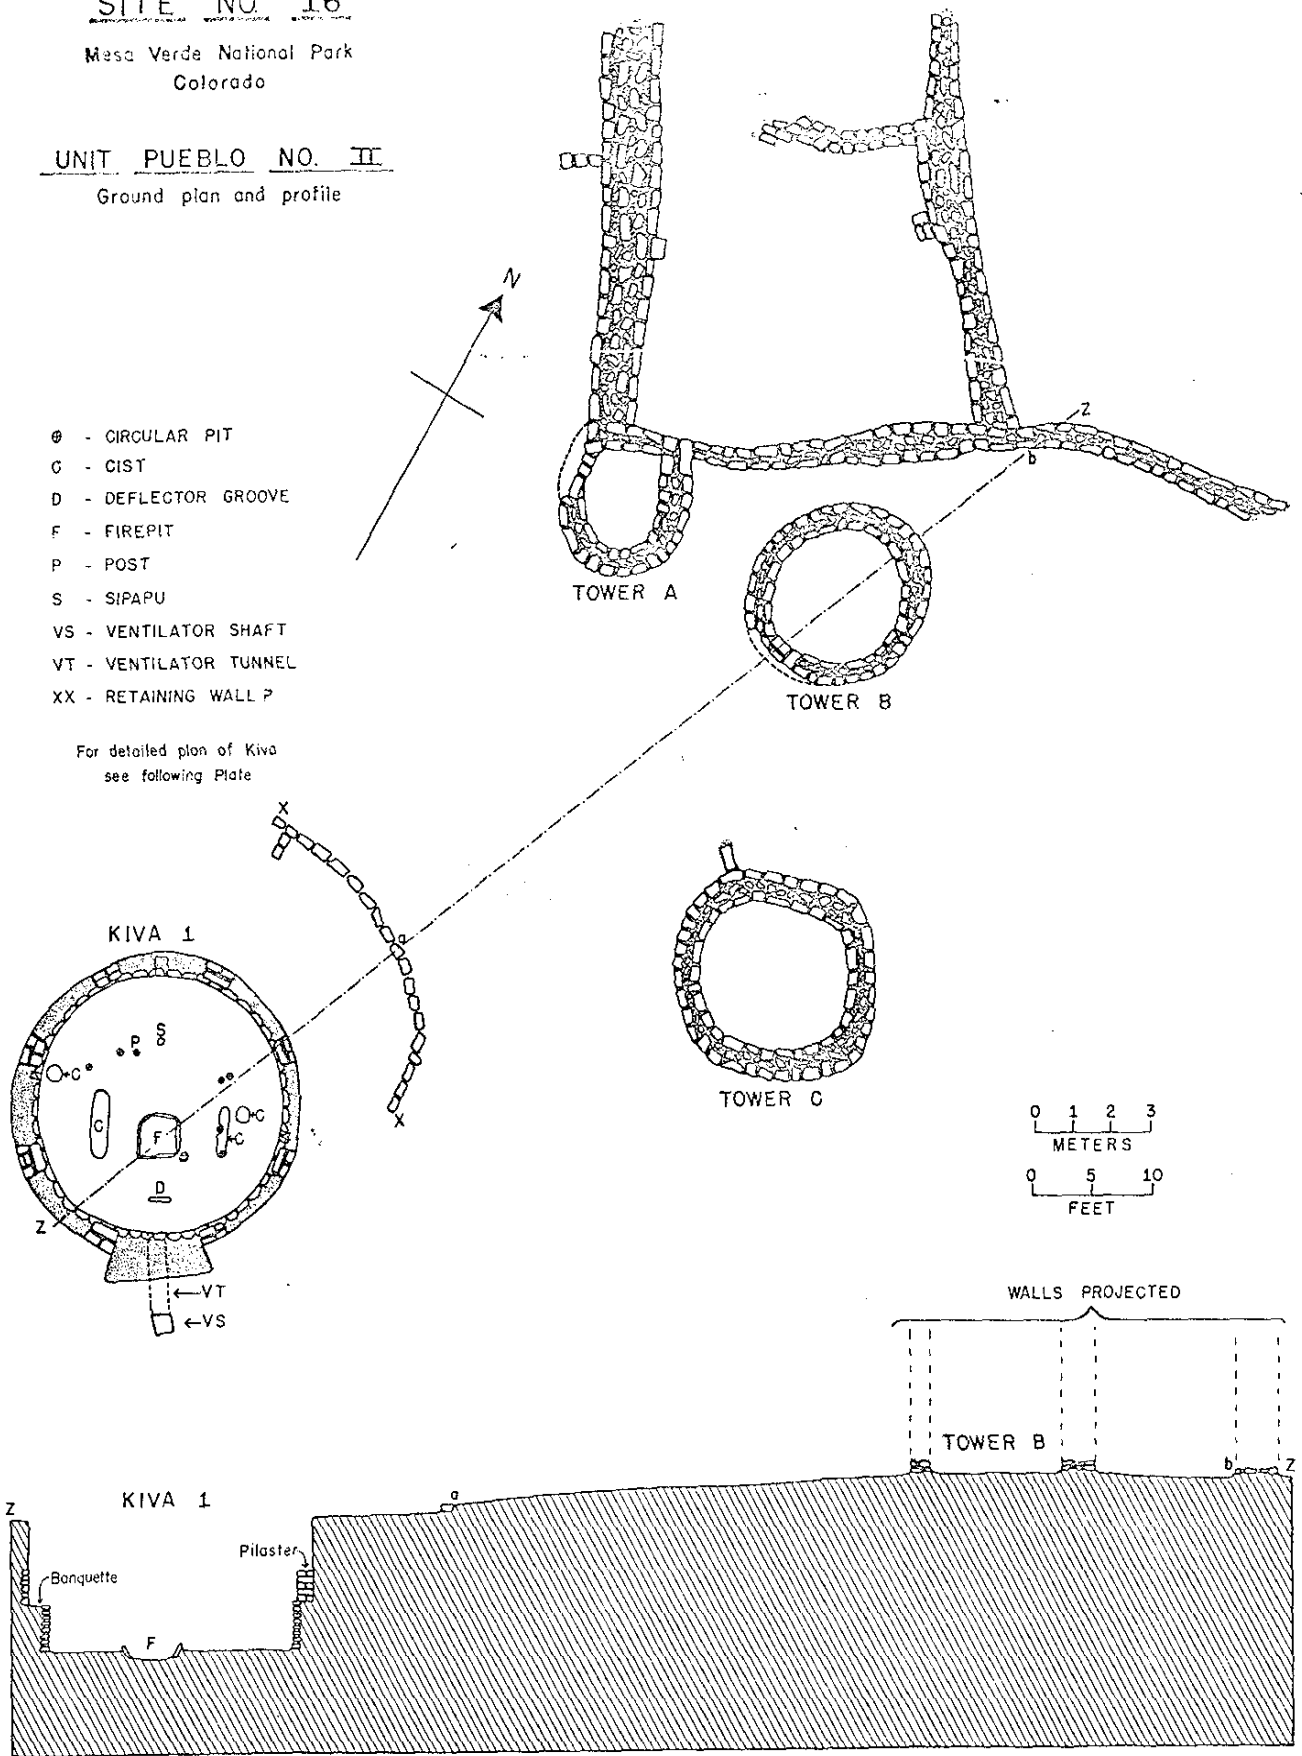 SITE NO. 16
Mesa Verde National Park
Colorado
UNIT PUEBLO NO. II
Ground plan and profile
N
⊕ - CIRCULAR PIT
C - CIST
D - DEFLECTOR GROOVE
F - FIREPIT
P - POST
S - SIPAPU
VS - VENTILATOR SHAFT
VT - VENTILATOR TUNNEL
XX - RETAINING WALL ?
For detailed plan of Kiva
see following Plate
Z
b
TOWER A
TOWER B
X
a
X
KIVA 1
S
P
C
C
C
C
F
D
Z
VT
VS
TOWER C
0 1 2 3
METERS
0 5 10
FEET
WALLS PROJECTED
TOWER B
b Z
a
Z
KIVA 1
Pilaster
Banquette
F